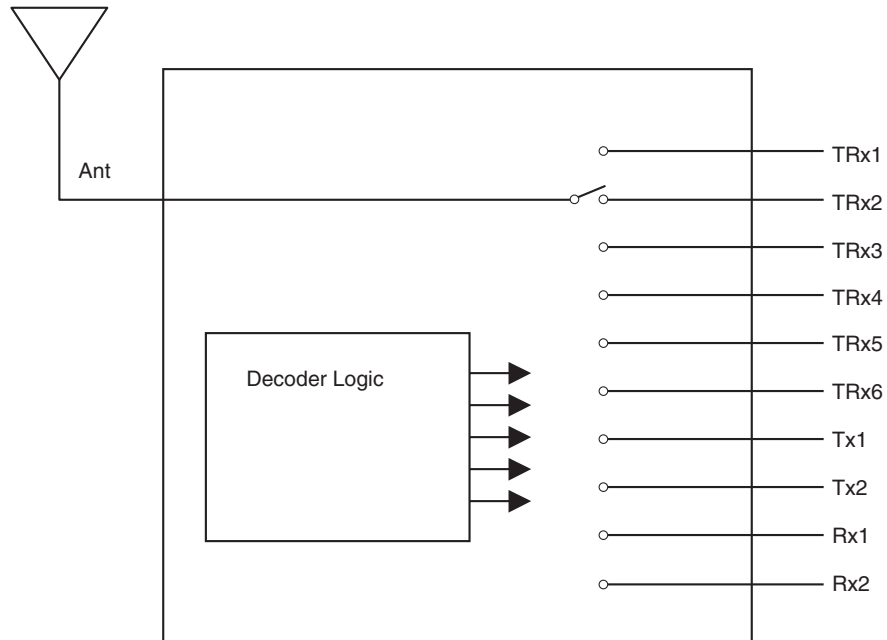 Ant
TRx1
TRx2
TRx3
TRx4
TRx5
TRx6
Tx1
Tx2
Rx1
Rx2
Decoder Logic